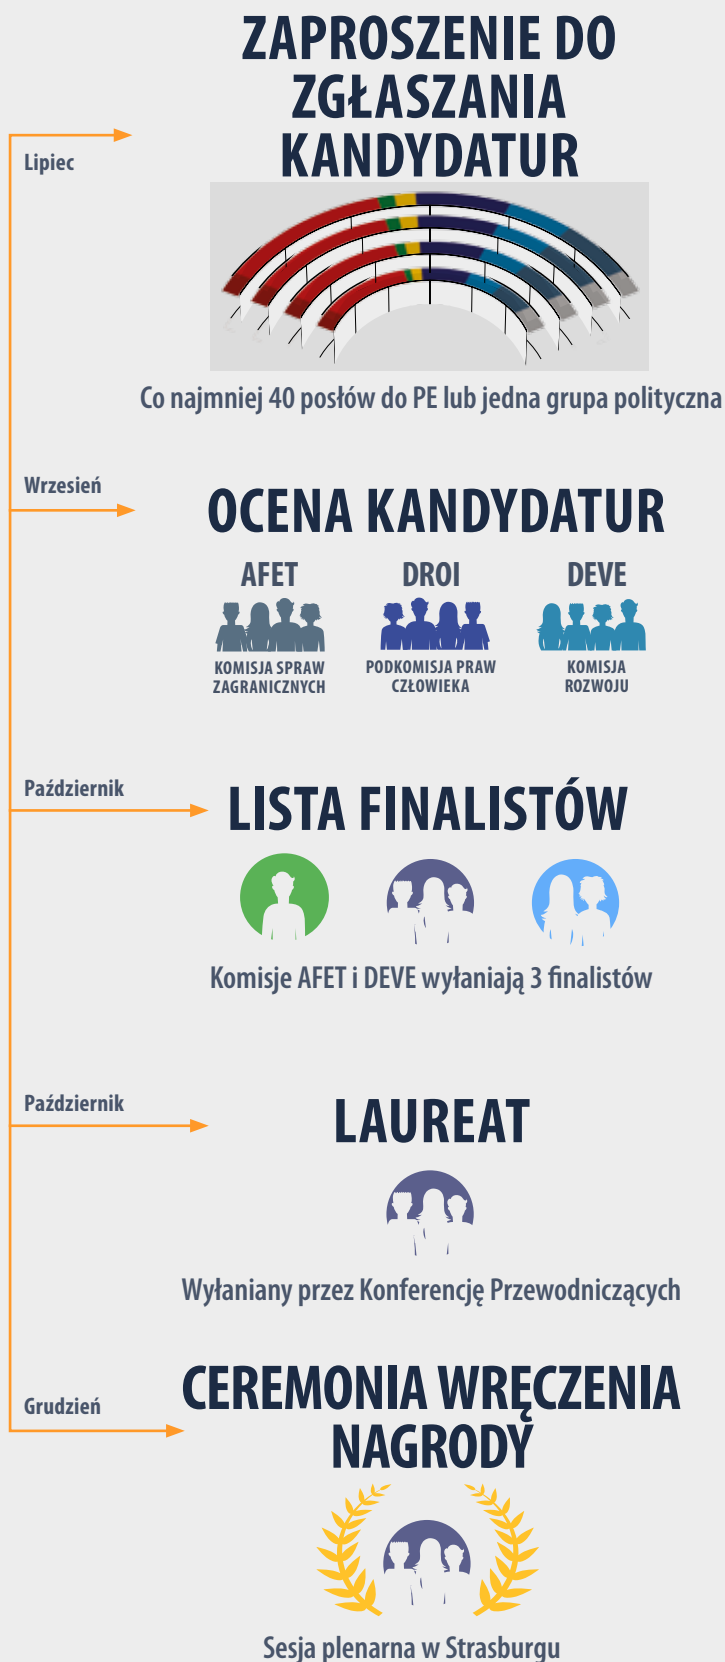 ZAPROSZENIE DO
ZGŁASZANIA
KANDYDATUR
Lipiec
Co najmniej 40 posłów do PE lub jedna grupa polityczna
Wrzesień
OCENA KANDYDATUR
AFET
DROI
DEVE
KOMISJA SPRAW
ZAGRANICZNYCH
PODKOMISJA PRAW
CZŁOWIEKA
KOMISJA
ROZWOJU
Październik
LISTA FINALISTÓW
Komisje AFET i DEVE wyłaniają 3 finalistów
Październik
LAUREAT
Wyłaniany przez Konferencję Przewodniczących
Grudzień
CEREMONIA WRĘCZENIA
NAGRODY
Sesja plenarna w Strasburgu